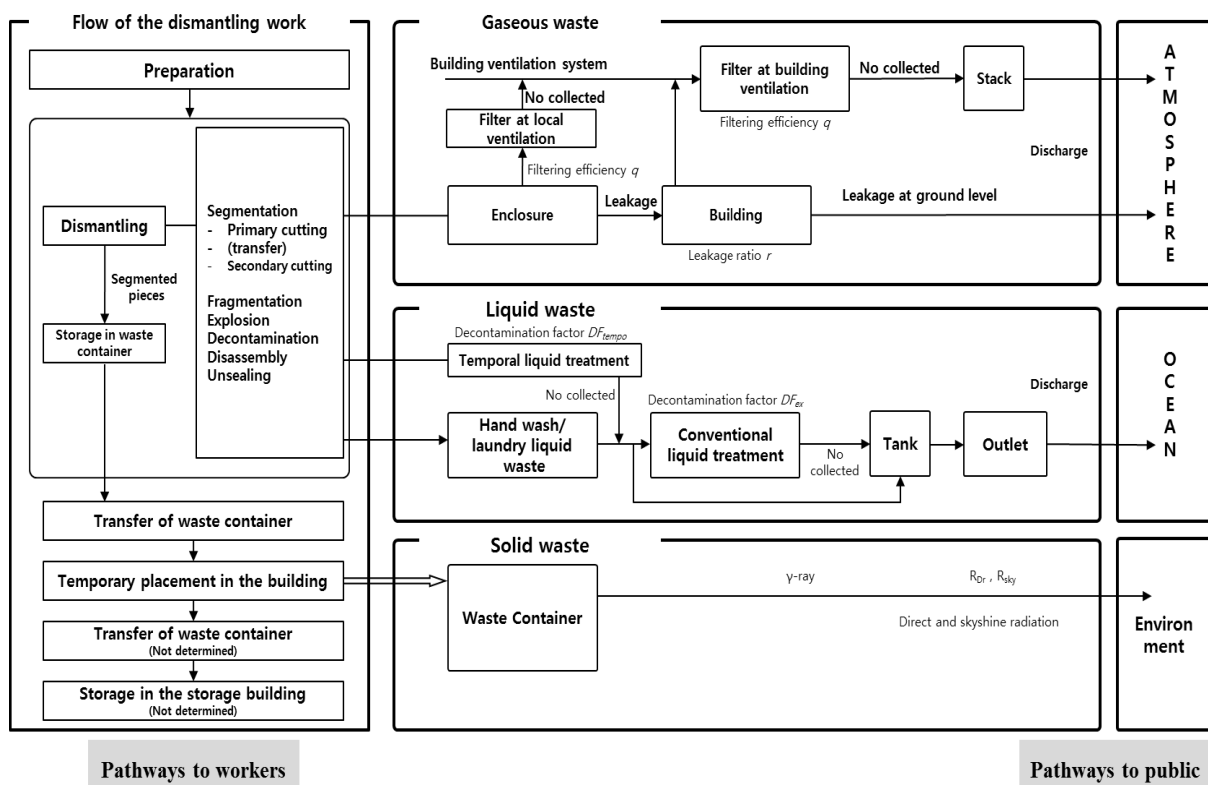 Flow of the dismantling work
Preparation
Dismantling
Segmented
pieces
Storage in waste
container
Segmentation
- Primary cutting
- (transfer)
- Secondary cutting
Fragmentation
Explosion
Decontamination
Disassembly
Unsealing
Transfer of waste container
Temporary placement in the building
Transfer of waste container
(Not determined)
Storage in the storage building
(Not determined)
Pathways to workers
Gaseous waste
Building ventilation system
No collected
Filter at local
ventilation
Filtering efficiency q
Enclosure
Leakage
Building
Leakage ratio r
Filter at building
ventilation
Filtering efficiency q
No collected
Stack
Discharge
Leakage at ground level
ATMOSPHERE
Liquid waste
Decontamination factor DFtempo
Temporal liquid treatment
No collected
Hand wash/
laundry liquid
waste
Decontamination factor DFex
Conventional
liquid treatment
No
collected
Tank
Outlet
Discharge
OCEAN
Solid waste
Waste Container
γ-ray
RDr , Rsky
Direct and skyshine radiation
Environ
ment
Pathways to public